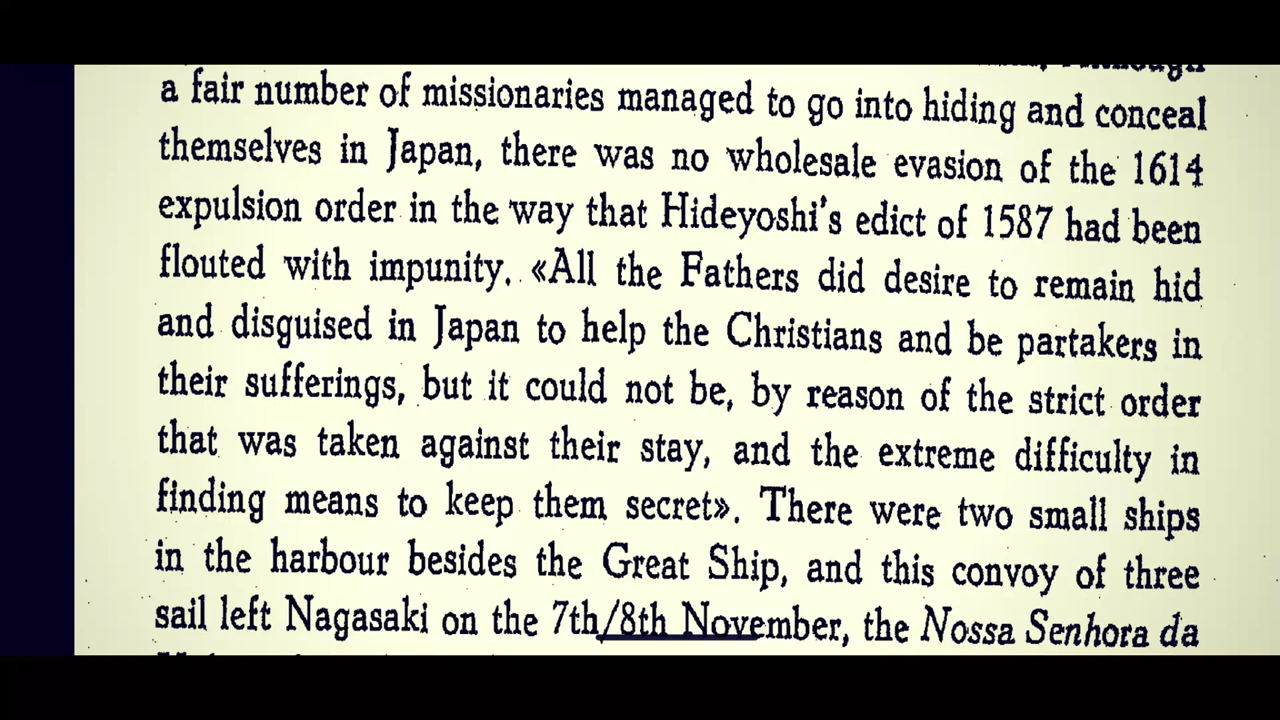 a fair number of missionaries managed to go into hiding and conceal
themselves in Japan, there was no wholesale evasion of the 1614
expulsion order in the way that Hideyoshi's edict of 1587 had been
flouted with impunity. «All the Fathers did desire to remain hid
and disguised in Japan to help the Christians and be partakers in
their sufferings, but it could not be, by reason of the strict order
that was taken against their stay, and the extreme difficulty in
finding means to keep them secret». There were two small ships
in the harbour besides the Great Ship, and this convoy of three
sail left Nagasaki on the 7th/8th November, the Nossa Senhora da